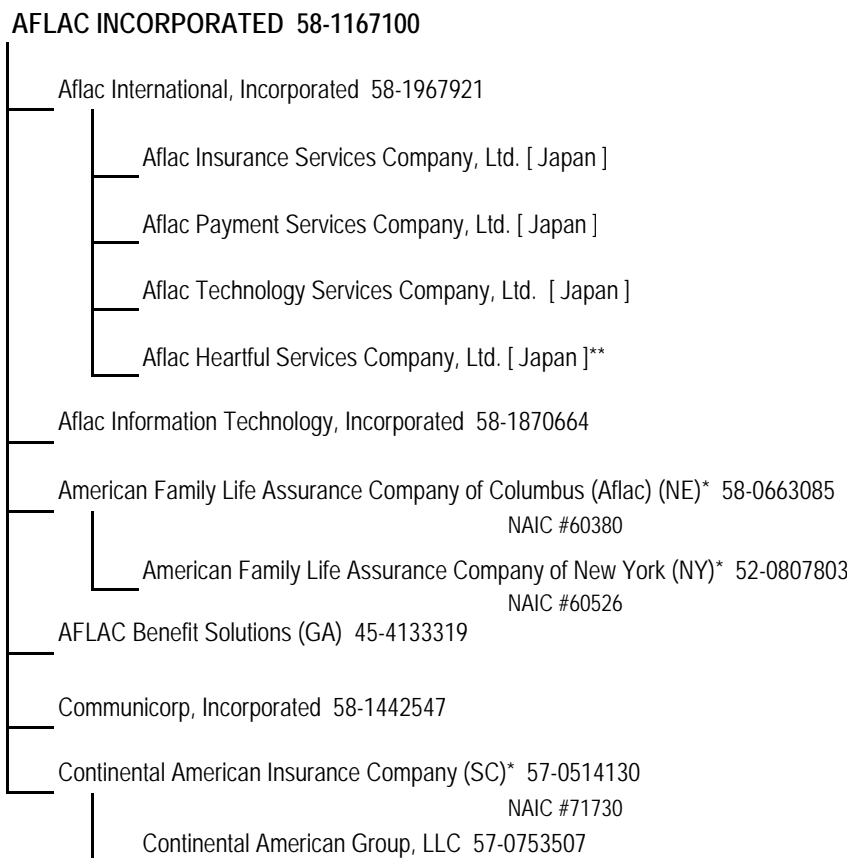 AFLAC INCORPORATED 58-1167100
Aflac International, Incorporated 58-1967921
Aflac Insurance Services Company, Ltd. [ Japan ]
Aflac Payment Services Company, Ltd. [ Japan ]
Aflac Technology Services Company, Ltd. [ Japan ]
Aflac Heartful Services Company, Ltd. [ Japan ]**
Aflac Information Technology, Incorporated 58-1870664
American Family Life Assurance Company of Columbus (Aflac) (NE)* 58-0663085
NAIC #60380
American Family Life Assurance Company of New York (NY)* 52-0807803
NAIC #60526
AFLAC Benefit Solutions (GA) 45-4133319
Communicorp, Incorporated 58-1442547
Continental American Insurance Company (SC)* 57-0514130
NAIC #71730
Continental American Group, LLC 57-0753507